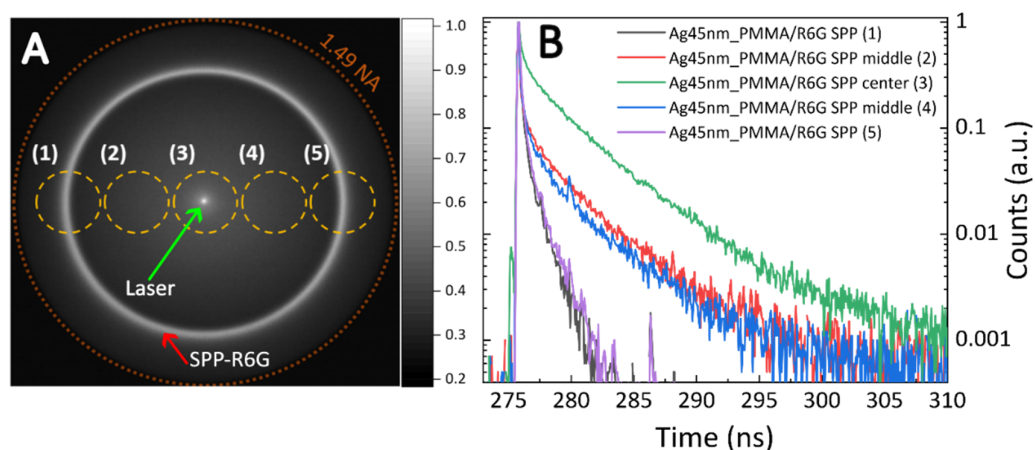 A
1.49 NA
(1) (2) (3) (4) (5)
Laser
SPP-R6G
1.0
0.9
0.8
0.7
0.6
0.5
0.4
0.3
0.2
B
Ag45nm_PMMA/R6G SPP (1)
Ag45nm_PMMA/R6G SPP middle (2)
Ag45nm_PMMA/R6G SPP center (3)
Ag45nm_PMMA/R6G SPP middle (4)
Ag45nm_PMMA/R6G SPP (5)
1
0.1
0.01
0.001
Counts (a.u.)
275 280 285 290 295 300 305 310
Time (ns)